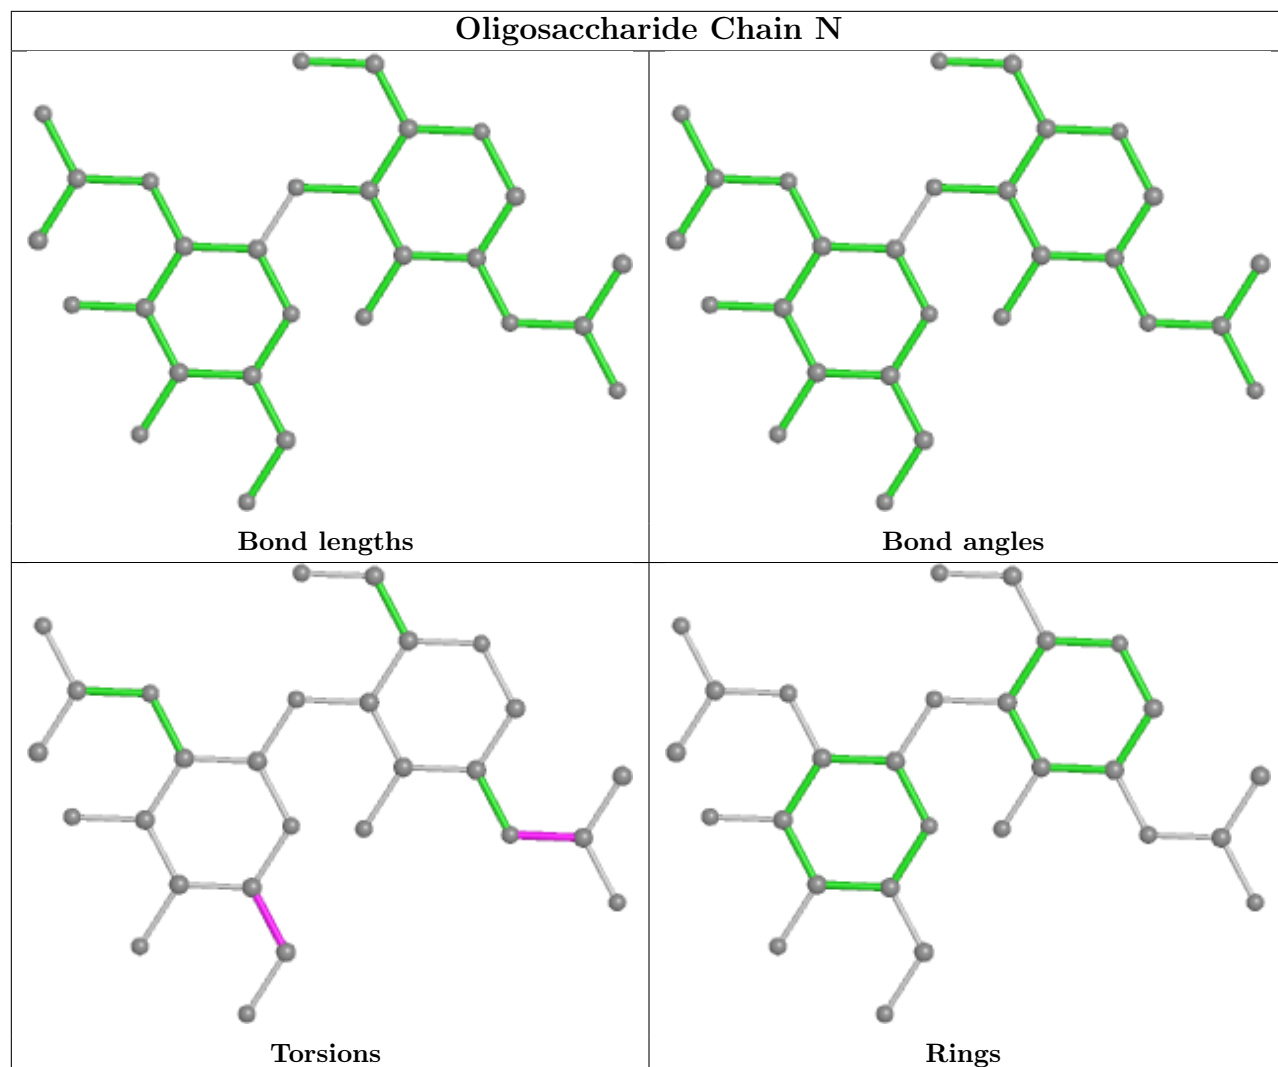 Oligosaccharide Chain N
Bond lengths
Bond angles
Torsions
Rings